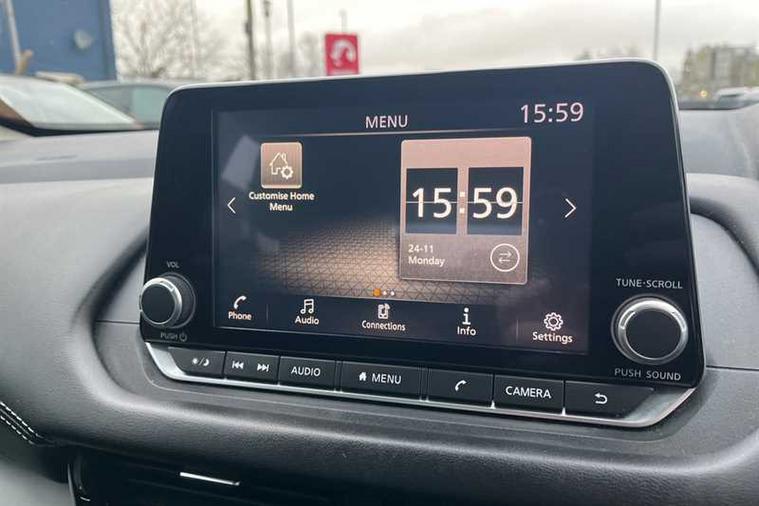 MENU
15:59
Customise Home
Menu
15:59
24-11
Monday
Phone
Audio
Connections
Info
Settings
VOL
PUSH
TUNE·SCROLL
PUSH SOUND
AUDIO
MENU
CAMERA